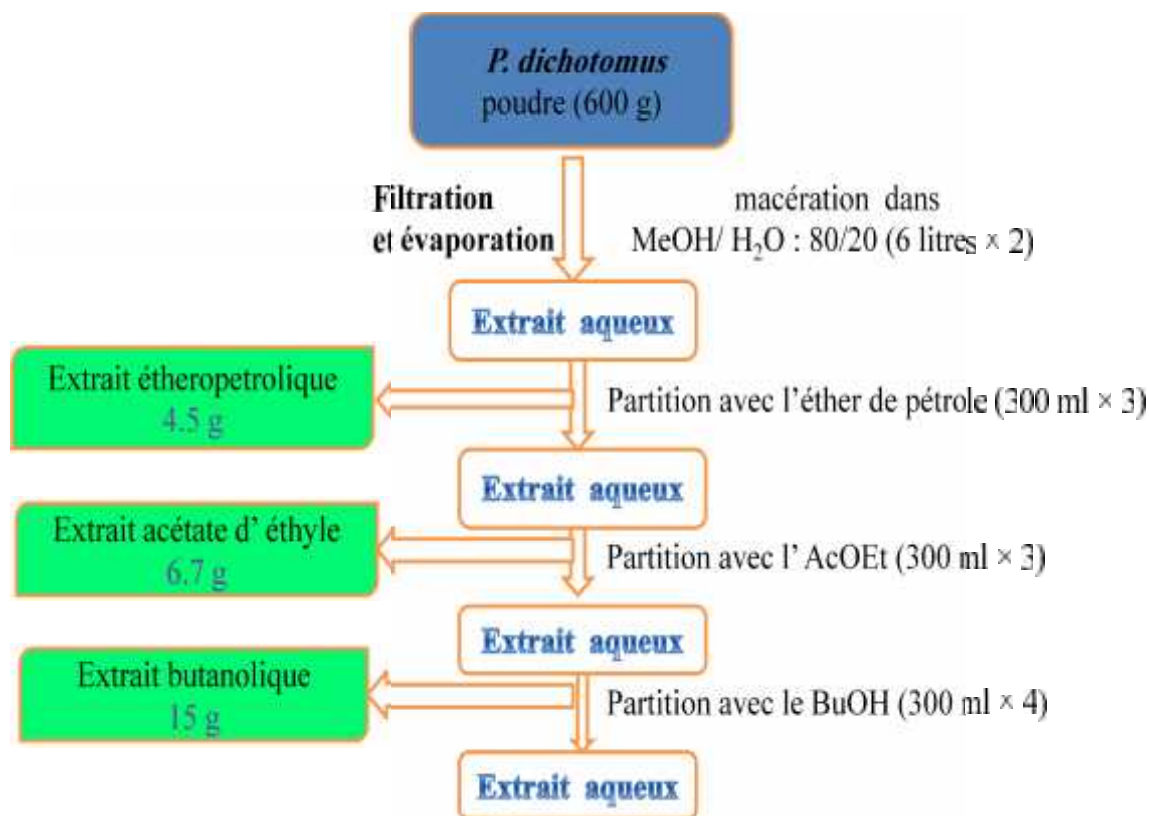 P. dichotomus
poudre (600 g)
Filtration
et évaporation
macération dans
MeOH/ H₂O : 80/20 (6 litres × 2)
Extrait aqueux
Extrait étheropetrolique
4.5 g
Partition avec l'éther de pétrole (300 ml × 3)
Extrait aqueux
Extrait acétate d' éthyle
6.7 g
Partition avec l' AcOEt (300 ml × 3)
Extrait aqueux
Extrait butanolique
15 g
Partition avec le BuOH (300 ml × 4)
Extrait aqueux